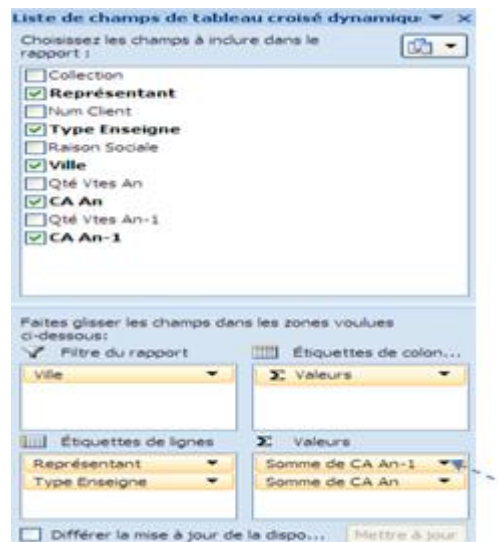 Liste de champs de tableau croisé dynamiqu
Choisissez les champs à inclure dans le
rapport :
Collection
Représentant
Num Client
Type Enseigne
Raison Sociale
Ville
Qté Vtes An
CA An
Qté Vtes An-1
CA An-1
Faites glisser les champs dans les zones voulues
ci-dessous:
Filtre du rapport
Étiquettes de colon...
Ville
Σ Valeurs
Étiquettes de lignes
Σ Valeurs
Représentant
Somme de CA An-1
Type Enseigne
Somme de CA An
Différer la mise à jour de la dispo...
Mettre à jour